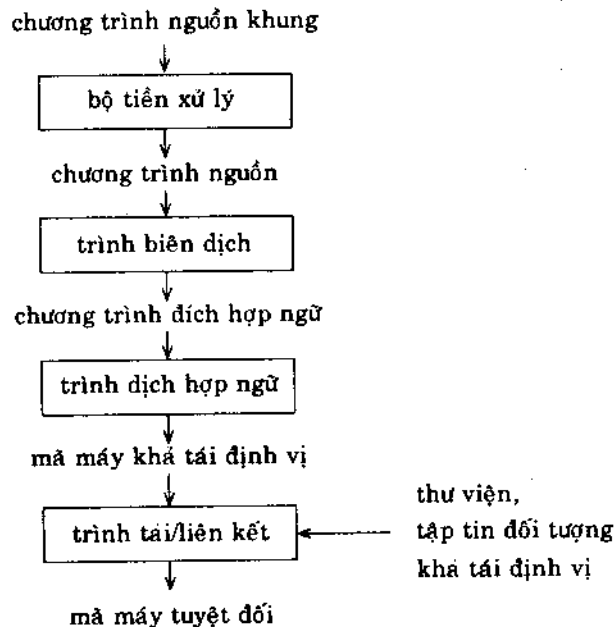 chương trình nguồn khung
bộ tiền xử lý
chương trình nguồn
trình biên dịch
chương trình đích hợp ngữ
trình dịch hợp ngữ
mã máy khả tái định vị
trình tải/liên kết
thư viện,
tập tin đối tượng
khả tái định vị
mã máy tuyệt đối